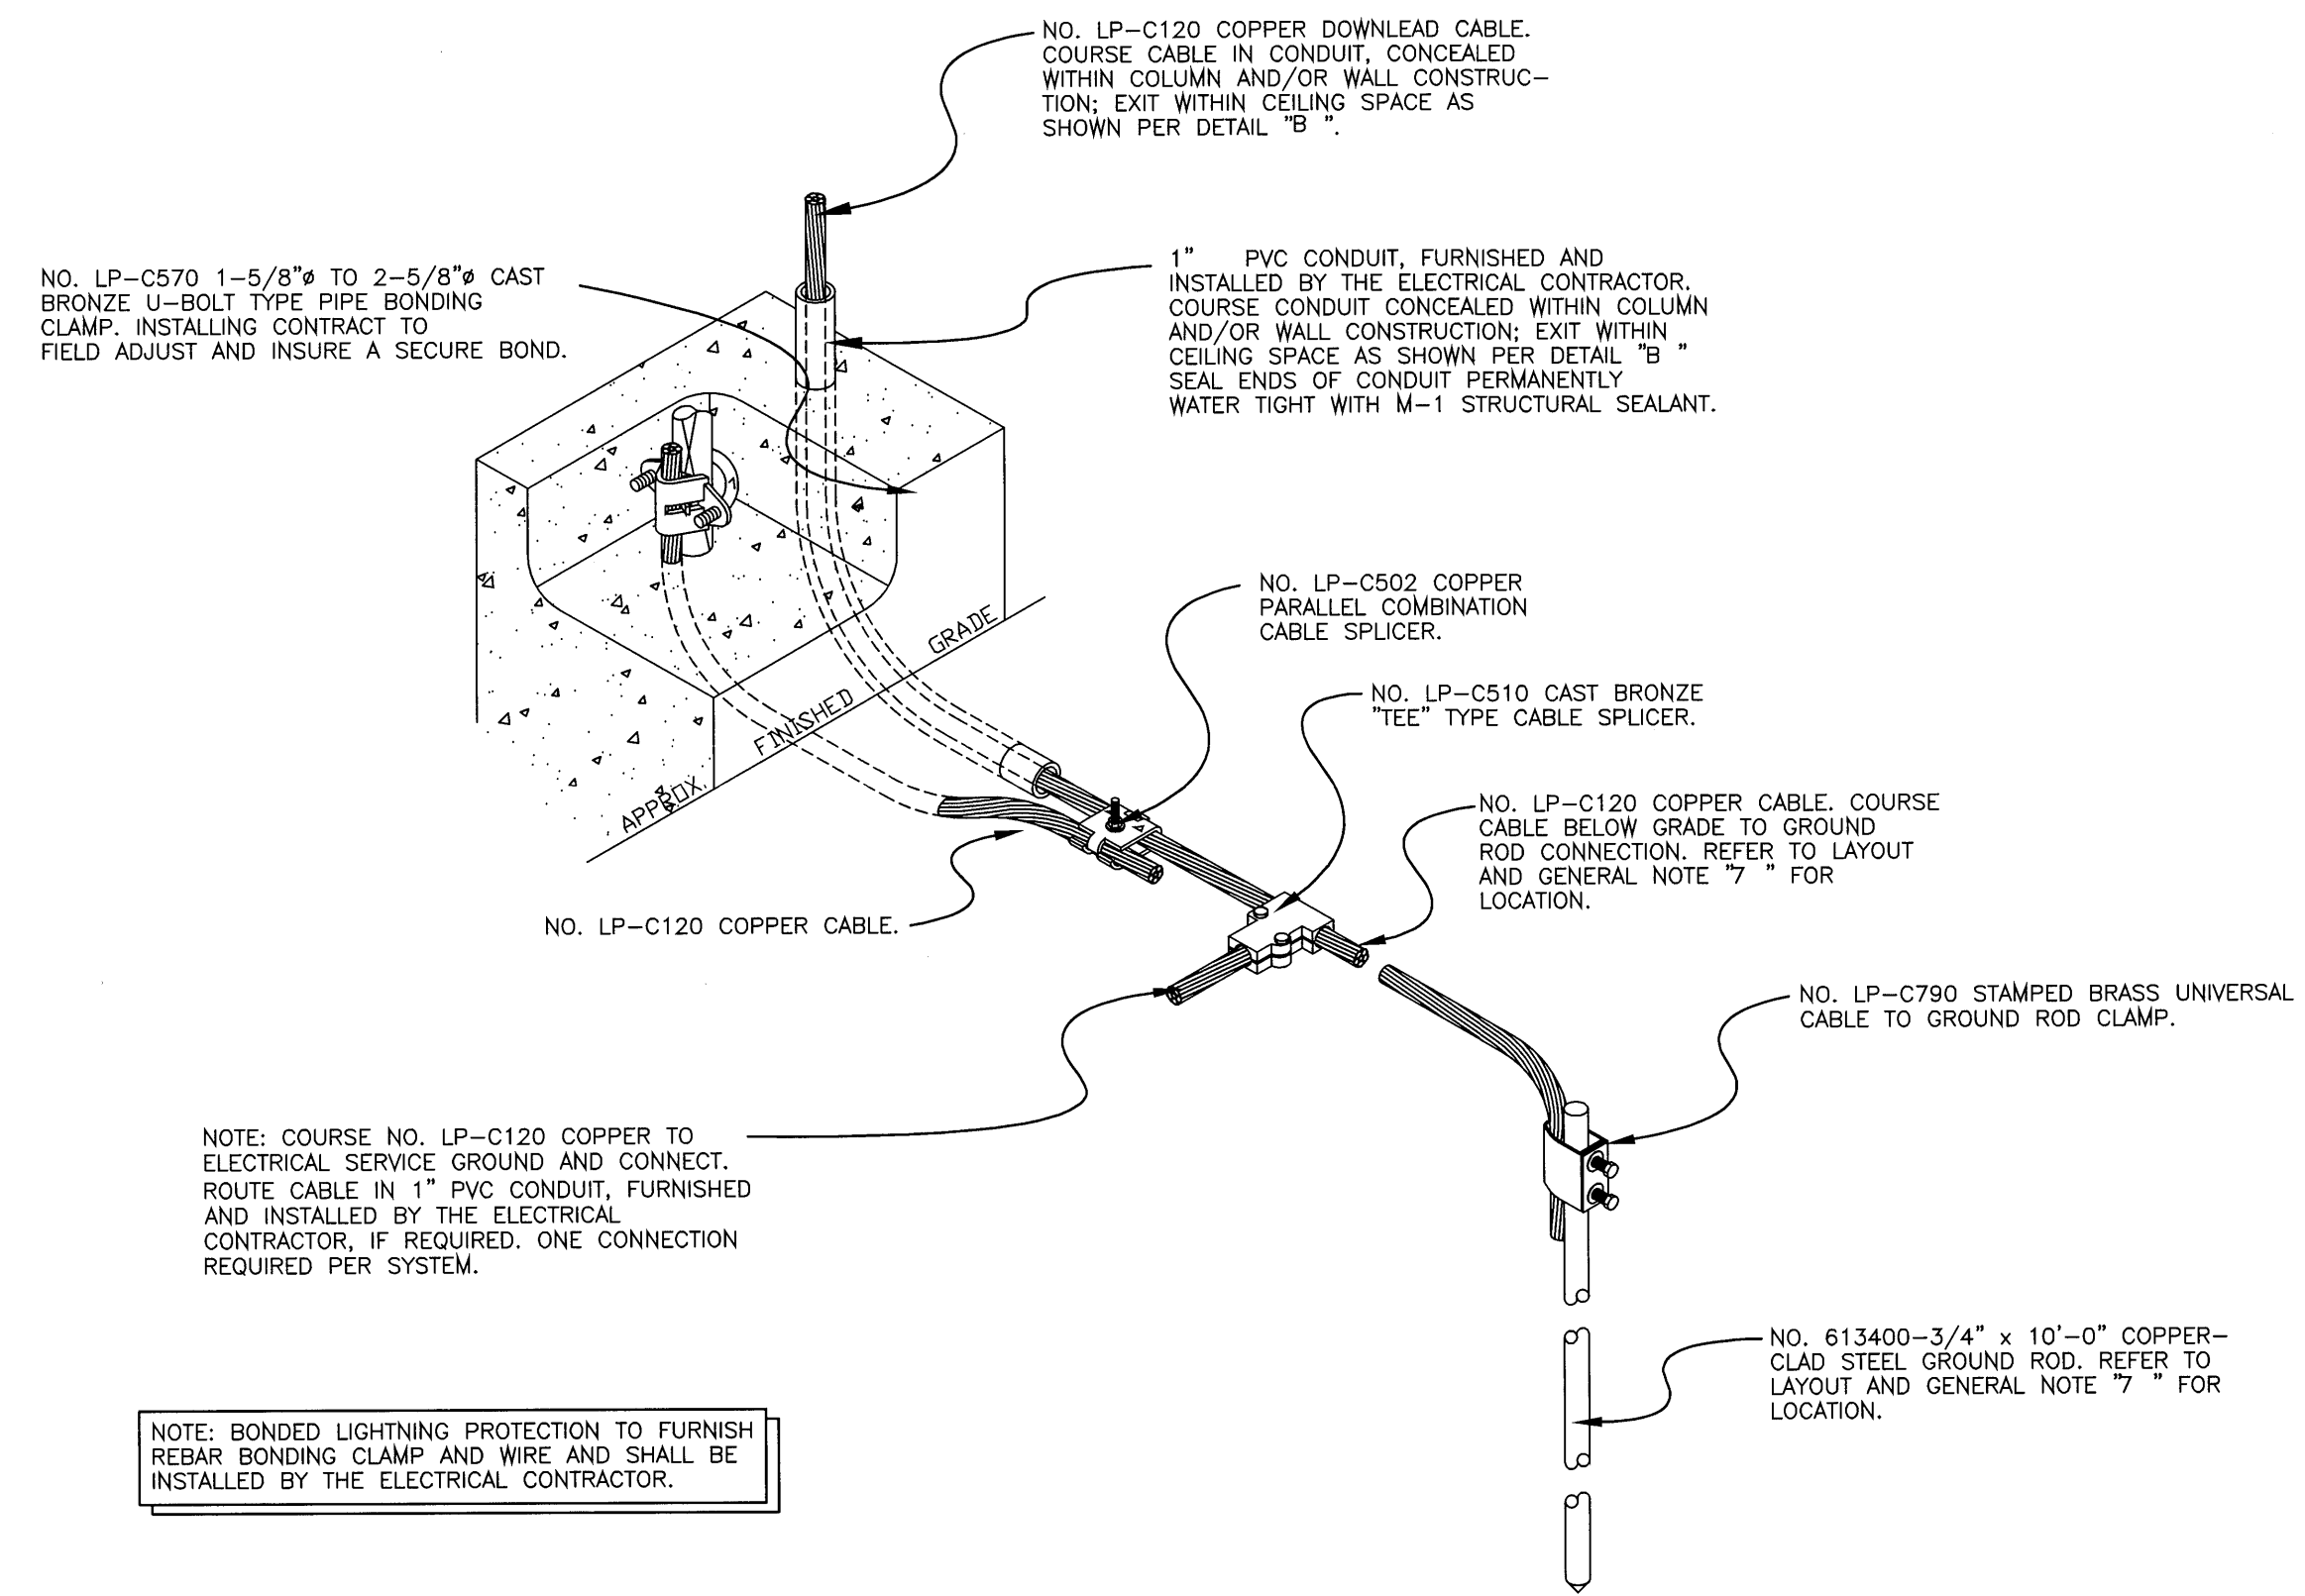 NO. LP-C120 COPPER DOWNLEAD CABLE.
COURSE CABLE IN CONDUIT, CONCEALED
WITHIN COLUMN AND/OR WALL CONSTRUC-
TION; EXIT WITHIN CEILING SPACE AS
SHOWN PER DETAIL "B ".
NO. LP-C570 1-5/8"ø TO 2-5/8"ø CAST
BRONZE U-BOLT TYPE PIPE BONDING
CLAMP. INSTALLING CONTRACT TO
FIELD ADJUST AND INSURE A SECURE BOND.
1" PVC CONDUIT, FURNISHED AND
INSTALLED BY THE ELECTRICAL CONTRACTOR.
COURSE CONDUIT CONCEALED WITHIN COLUMN
AND/OR WALL CONSTRUCTION; EXIT WITHIN
CEILING SPACE AS SHOWN PER DETAIL "B "
SEAL ENDS OF CONDUIT PERMANENTLY
WATER TIGHT WITH M-1 STRUCTURAL SEALANT.
NO. LP-C502 COPPER
PARALLEL COMBINATION
CABLE SPLICER.
APPROX. FINISHED GRADE
NO. LP-C510 CAST BRONZE
"TEE" TYPE CABLE SPLICER.
NO. LP-C120 COPPER CABLE. COURSE
CABLE BELOW GRADE TO GROUND
ROD CONNECTION. REFER TO LAYOUT
AND GENERAL NOTE "7 " FOR
LOCATION.
NO. LP-C120 COPPER CABLE.
NO. LP-C790 STAMPED BRASS UNIVERSAL
CABLE TO GROUND ROD CLAMP.
NOTE: COURSE NO. LP-C120 COPPER TO
ELECTRICAL SERVICE GROUND AND CONNECT.
ROUTE CABLE IN 1" PVC CONDUIT, FURNISHED
AND INSTALLED BY THE ELECTRICAL
CONTRACTOR, IF REQUIRED. ONE CONNECTION
REQUIRED PER SYSTEM.
NO. 613400-3/4" x 10'-0" COPPER-
CLAD STEEL GROUND ROD. REFER TO
LAYOUT AND GENERAL NOTE "7 " FOR
LOCATION.
NOTE: BONDED LIGHTNING PROTECTION TO FURNISH
REBAR BONDING CLAMP AND WIRE AND SHALL BE
INSTALLED BY THE ELECTRICAL CONTRACTOR.